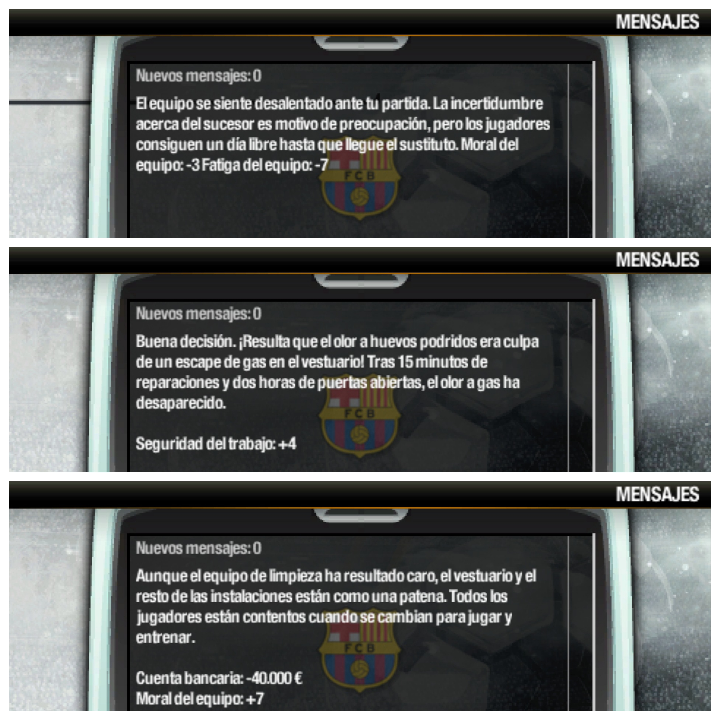 MENSAJES
Nuevos mensajes: 0
El equipo se siente desalentado ante tu partida. La incertidumbre
acerca del sucesor es motivo de preocupación, pero los jugadores
consiguen un día libre hasta que llegue el sustituto. Moral del
equipo: -3 Fatiga del equipo: -7
FCB
MENSAJES
Nuevos mensajes: 0
Buena decisión. ¡Resulta que el olor a huevos podridos era culpa
de un escape de gas en el vestuario! Tras 15 minutos de
reparaciones y dos horas de puertas abiertas, el olor a gas ha
desaparecido.
FCB
Seguridad del trabajo: +4
MENSAJES
Nuevos mensajes: 0
Aunque el equipo de limpieza ha resultado caro, el vestuario y el
resto de las instalaciones están como una patena. Todos los
jugadores están contentos cuando se cambian para jugar y
entrenar.
FCB
Cuenta bancaria: -40.000 €
Moral del equipo: +7